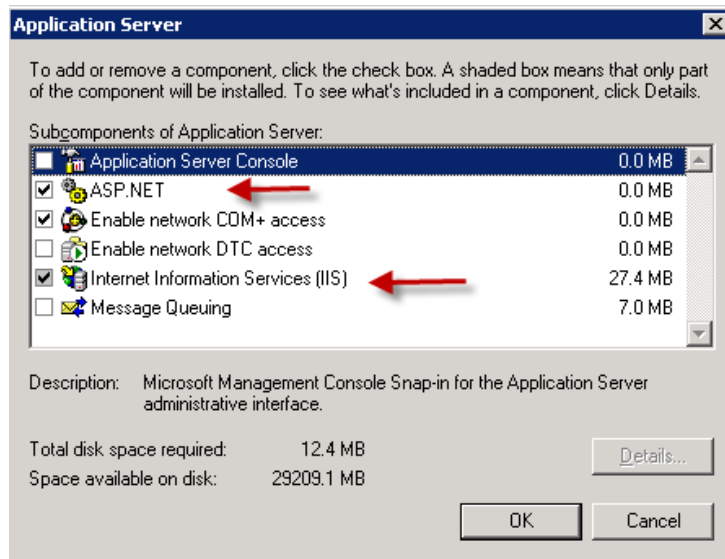 Application Server
To add or remove a component, click the check box. A shaded box means that only part
of the component will be installed. To see what's included in a component, click Details.
Subcomponents of Application Server:
Application Server Console 0.0 MB
ASP.NET 0.0 MB
Enable network COM+ access 0.0 MB
Enable network DTC access 0.0 MB
Internet Information Services (IIS) 27.4 MB
Message Queuing 7.0 MB
Description: Microsoft Management Console Snap-in for the Application Server
administrative interface.
Total disk space required: 12.4 MB
Space available on disk: 29209.1 MB
Details...
OK Cancel